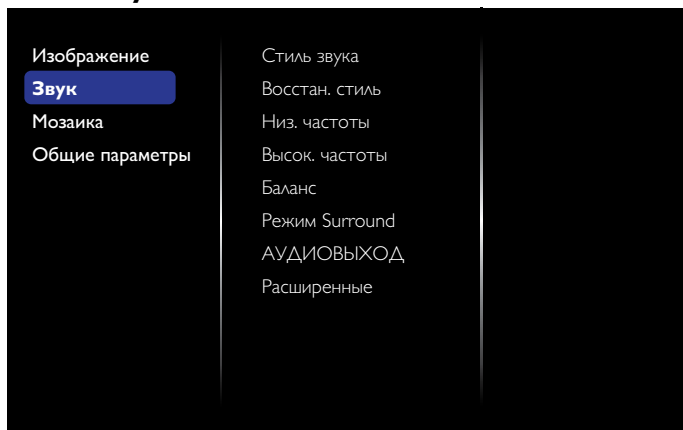 Изображение
Звук
Мозаика
Общие параметры
Стиль звука
Восстан. стиль
Низ. частоты
Высок. частоты
Баланс
Режим Surround
АУДИОВЫХОД
Расширенные